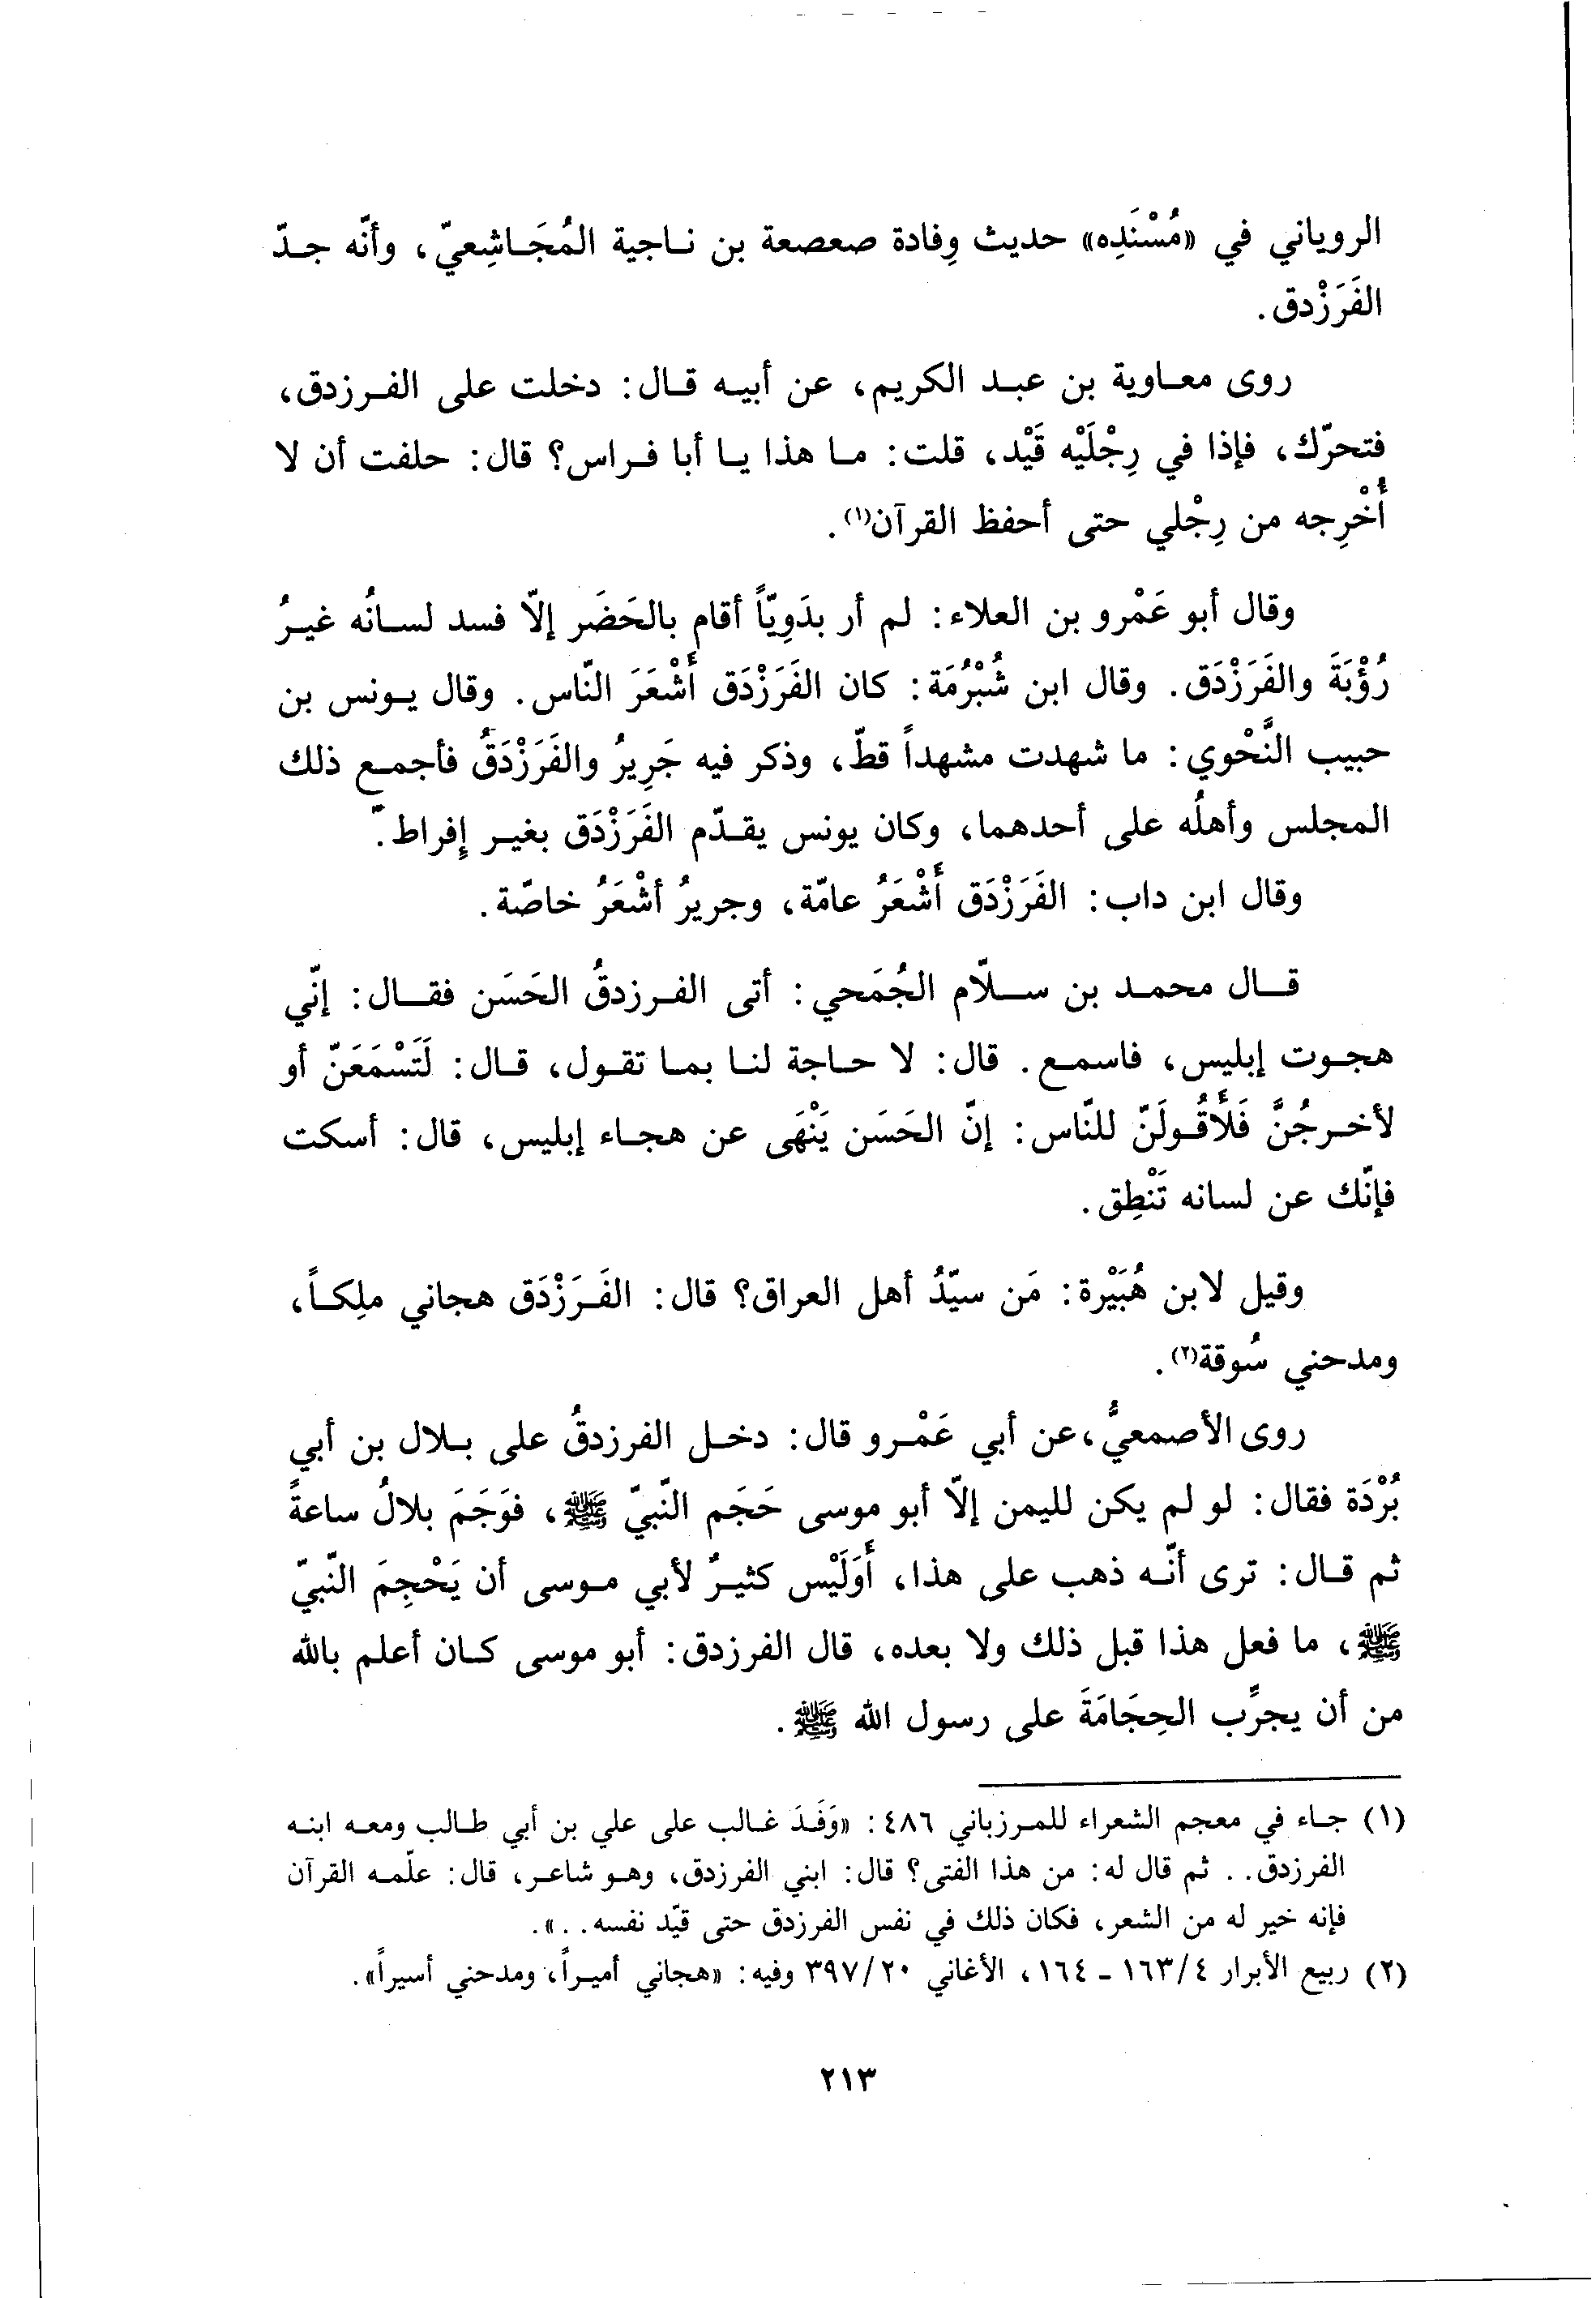 الروياني في «مُسْنَدِه» حديث وِفادة صعصعة بن ناجية المُجَاشِعيّ، وأنّه جدّ
الفَرَزْدق.
روى معاوية بن عبد الكريم، عن أبيه قال: دخلت على الفرزدق،
فتحرّك، فإذا في رِجْلَيْه قَيْد، قلت: ما هذا يا أبا فراس؟ قال: حلفت أن لا
أُخْرِجه من رِجْلي حتى أحفظ القرآن(١).
وقال أبو عَمْرو بن العلاء: لم أر بدَوِيّاً أقام بالحَضَر إلاّ فسد لسانُه غيرُ
رُؤْبَةَ والفَرَزْدَق. وقال ابن شُبْرُمَة: كان الفَرَزْدَق أَشْعَرَ النّاس. وقال يونس بن
حبيب النَّحْوي: ما شهدت مشهداً قطّ، وذكر فيه جَرِيرُ والفَرَزْدَقُ فأجمع ذلك
المجلس وأهلُه على أحدهما، وكان يونس يقدّم الفَرَزْدَق بغير إفراط.
وقال ابن داب: الفَرَزْدَق أَشْعَرُ عامّة، وجريرُ أشْعَرُ خاصّة.
قال محمد بن سلّام الجُمَحي: أتى الفرزدقُ الحَسَن فقال: إنّي
هجوت إبليس، فاسمع. قال: لا حاجة لنا بما تقول، قال: لَتَسْمَعَنّ أو
لأخرجُنَّ فَلَأَقُولَنّ للنّاس: إنّ الحَسَن يَنْهَى عن هجاء إبليس، قال: أسكت
فإنّك عن لسانه تَنْطِق.
وقيل لابن هُبَيْرة: مَن سيّدُ أهل العراق؟ قال: الفَرَزْدَق هجاني ملِكاً،
ومدحني سُوقة(٢).
روى الأصمعيُّ، عن أبي عَمْرو قال: دخل الفرزدقُ على بلال بن أبي
بُرْدَة فقال: لو لم يكن لليمن إلاّ أبو موسى حَجَم النّبيّ ﷺ، فوَجَمَ بلالُ ساعةً
ثم قال: ترى أنّه ذهب على هذا، أَوَلَيْس كثيرٌ لأبي موسى أن يَحْجِمَ النّبيّ
ﷺ، ما فعل هذا قبل ذلك ولا بعده، قال الفرزدق: أبو موسى كان أعلم بالله
من أن يجرِّب الحِجَامَةَ على رسول الله ﷺ.
(١) جاء في معجم الشعراء للمرزباني ٤٨٦: «وَفَدَ غالب على علي بن أبي طالب ومعه ابنه
الفرزدق. . ثم قال له: من هذا الفتى؟ قال: ابني الفرزدق، وهو شاعر، قال: علّمه القرآن
فإنه خير له من الشعر، فكان ذلك في نفس الفرزدق حتى قيّد نفسه. . .».
(٢) ربيع الأبرار ٤/١٦٣ ـ ١٦٤، الأغاني ٢٠/٣٩٧ وفيه: «هجاني أميراً، ومدحني أسيراً».
٢١٣